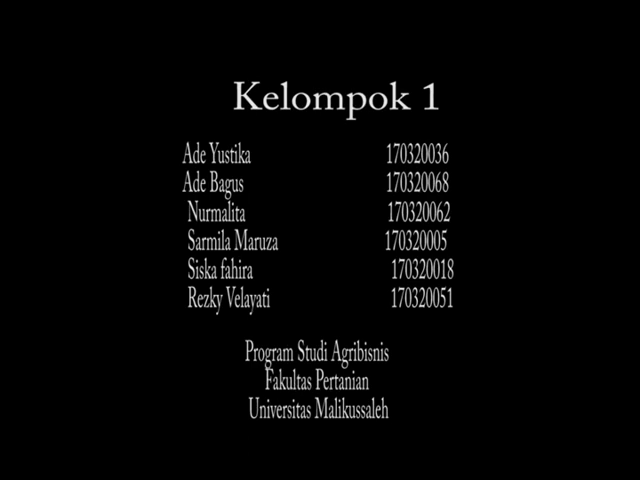 Kelompok 1
Ade Yustika 170320036
Ade Bagus 170320068
Nurmalita 170320062
Sarmila Maruza 170320005
Siska fahira 170320018
Rezky Velayati 170320051
Program Studi Agribisnis
Fakultas Pertanian
Universitas Malikussaleh